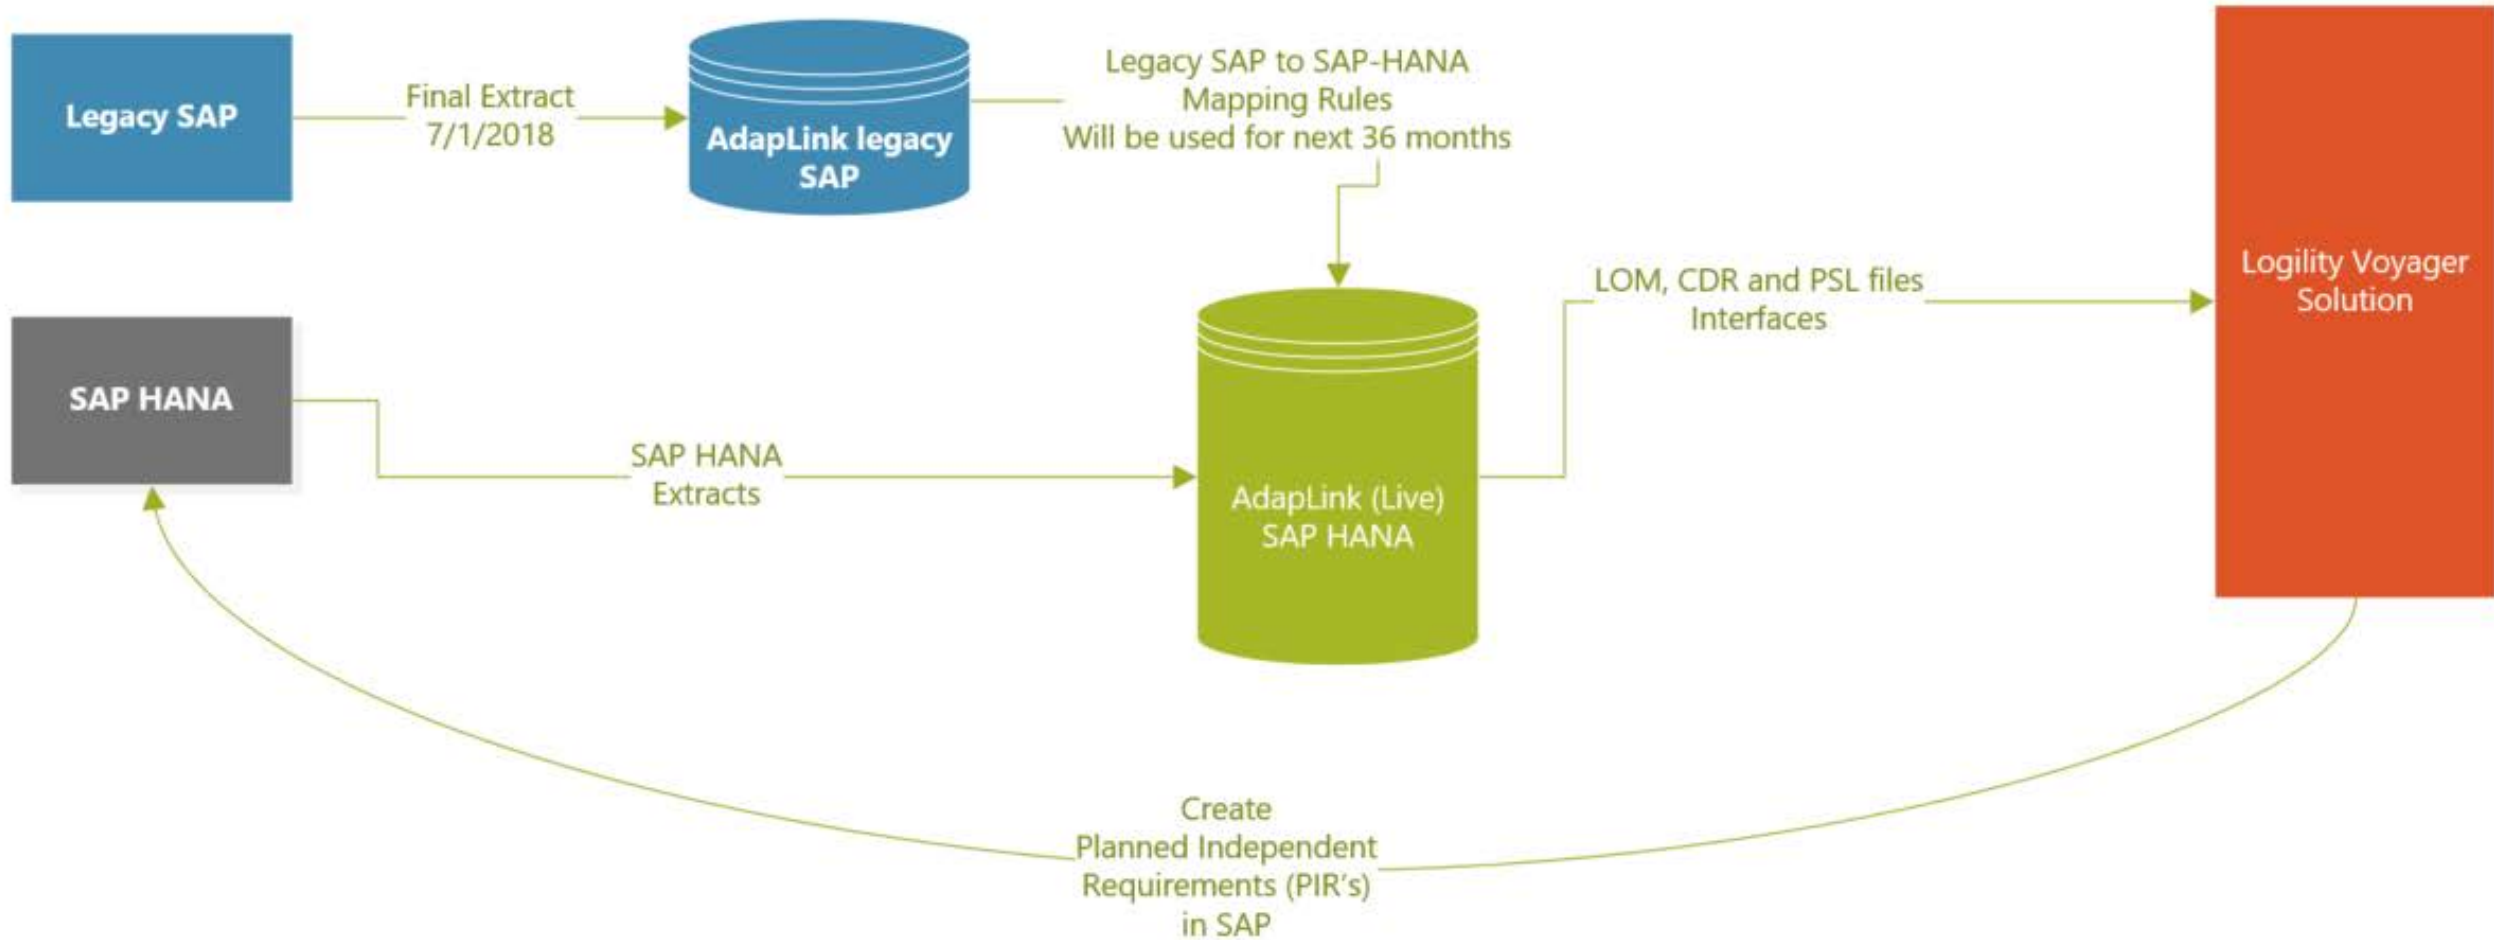 Legacy SAP
Final Extract
7/1/2018
AdapLink legacy
SAP
Legacy SAP to SAP-HANA
Mapping Rules
Will be used for next 36 months
Logility Voyager
Solution
LOM, CDR and PSL files
Interfaces
SAP HANA
SAP HANA
Extracts
AdapLink (Live)
SAP HANA
Create
Planned Independent
Requirements (PIR's)
in SAP